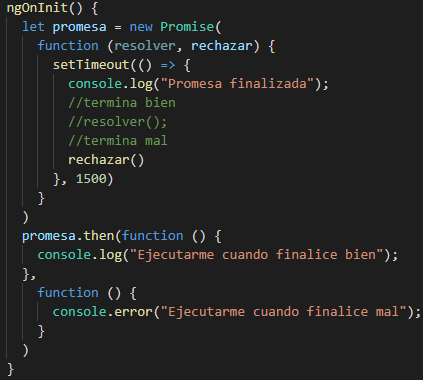 ngOnInit() {
  let promesa = new Promise(
    function (resolver, rechazar) {
      setTimeout(() => {
        console.log("Promesa finalizada");
        //termina bien
        //resolver();
        //termina mal
        rechazar()
      }, 1500)
    }
  )
  promesa.then(function () {
    console.log("Ejecutarme cuando finalice bien");
  },
    function () {
      console.error("Ejecutarme cuando finalice mal");
    }
  )
}